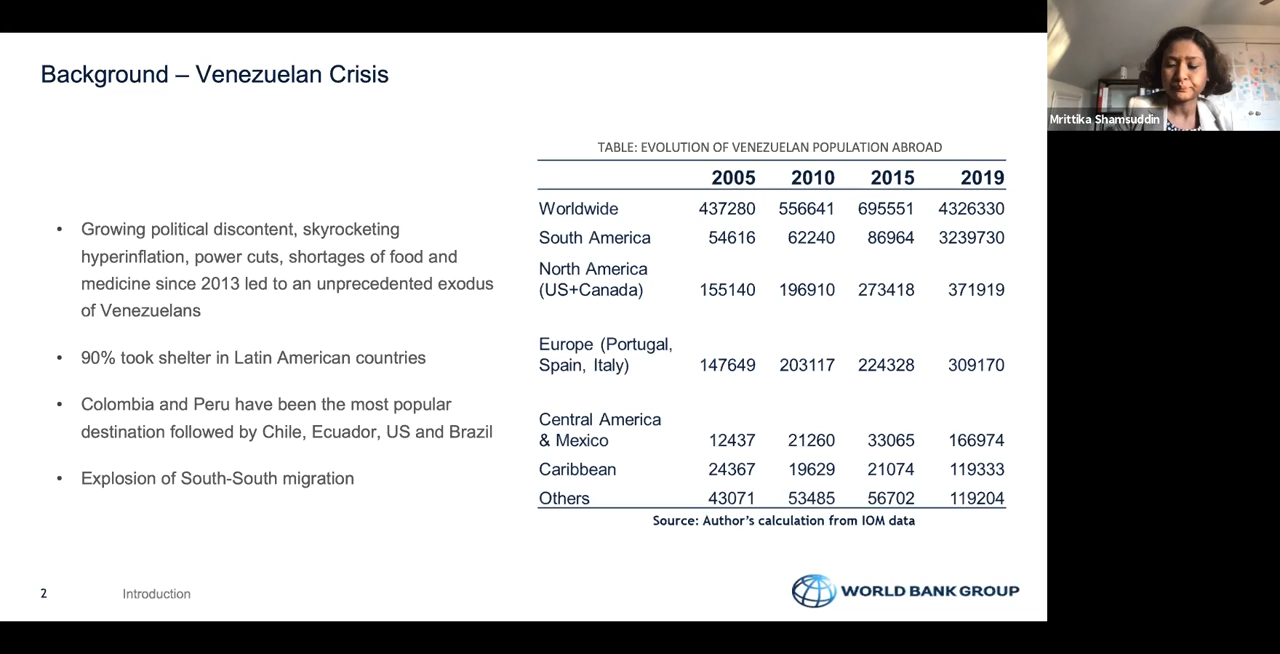 Background – Venezuelan Crisis
Growing political discontent, skyrocketing
hyperinflation, power cuts, shortages of food and
medicine since 2013 led to an unprecedented exodus
of Venezuelans
90% took shelter in Latin American countries
Colombia and Peru have been the most popular
destination followed by Chile, Ecuador, US and Brazil
Explosion of South-South migration
TABLE: EVOLUTION OF VENEZUELAN POPULATION ABROAD
2005 2010 2015 2019
Worldwide 437280 556641 695551 4326330
South America 54616 62240 86964 3239730
North America
(US+Canada) 155140 196910 273418 371919
Europe (Portugal,
Spain, Italy) 147649 203117 224328 309170
Central America
& Mexico 12437 21260 33065 166974
Caribbean 24367 19629 21074 119333
Others 43071 53485 56702 119204
Source: Author's calculation from IOM data
2 Introduction
WORLD BANK GROUP
Mrittika Shamsuddin